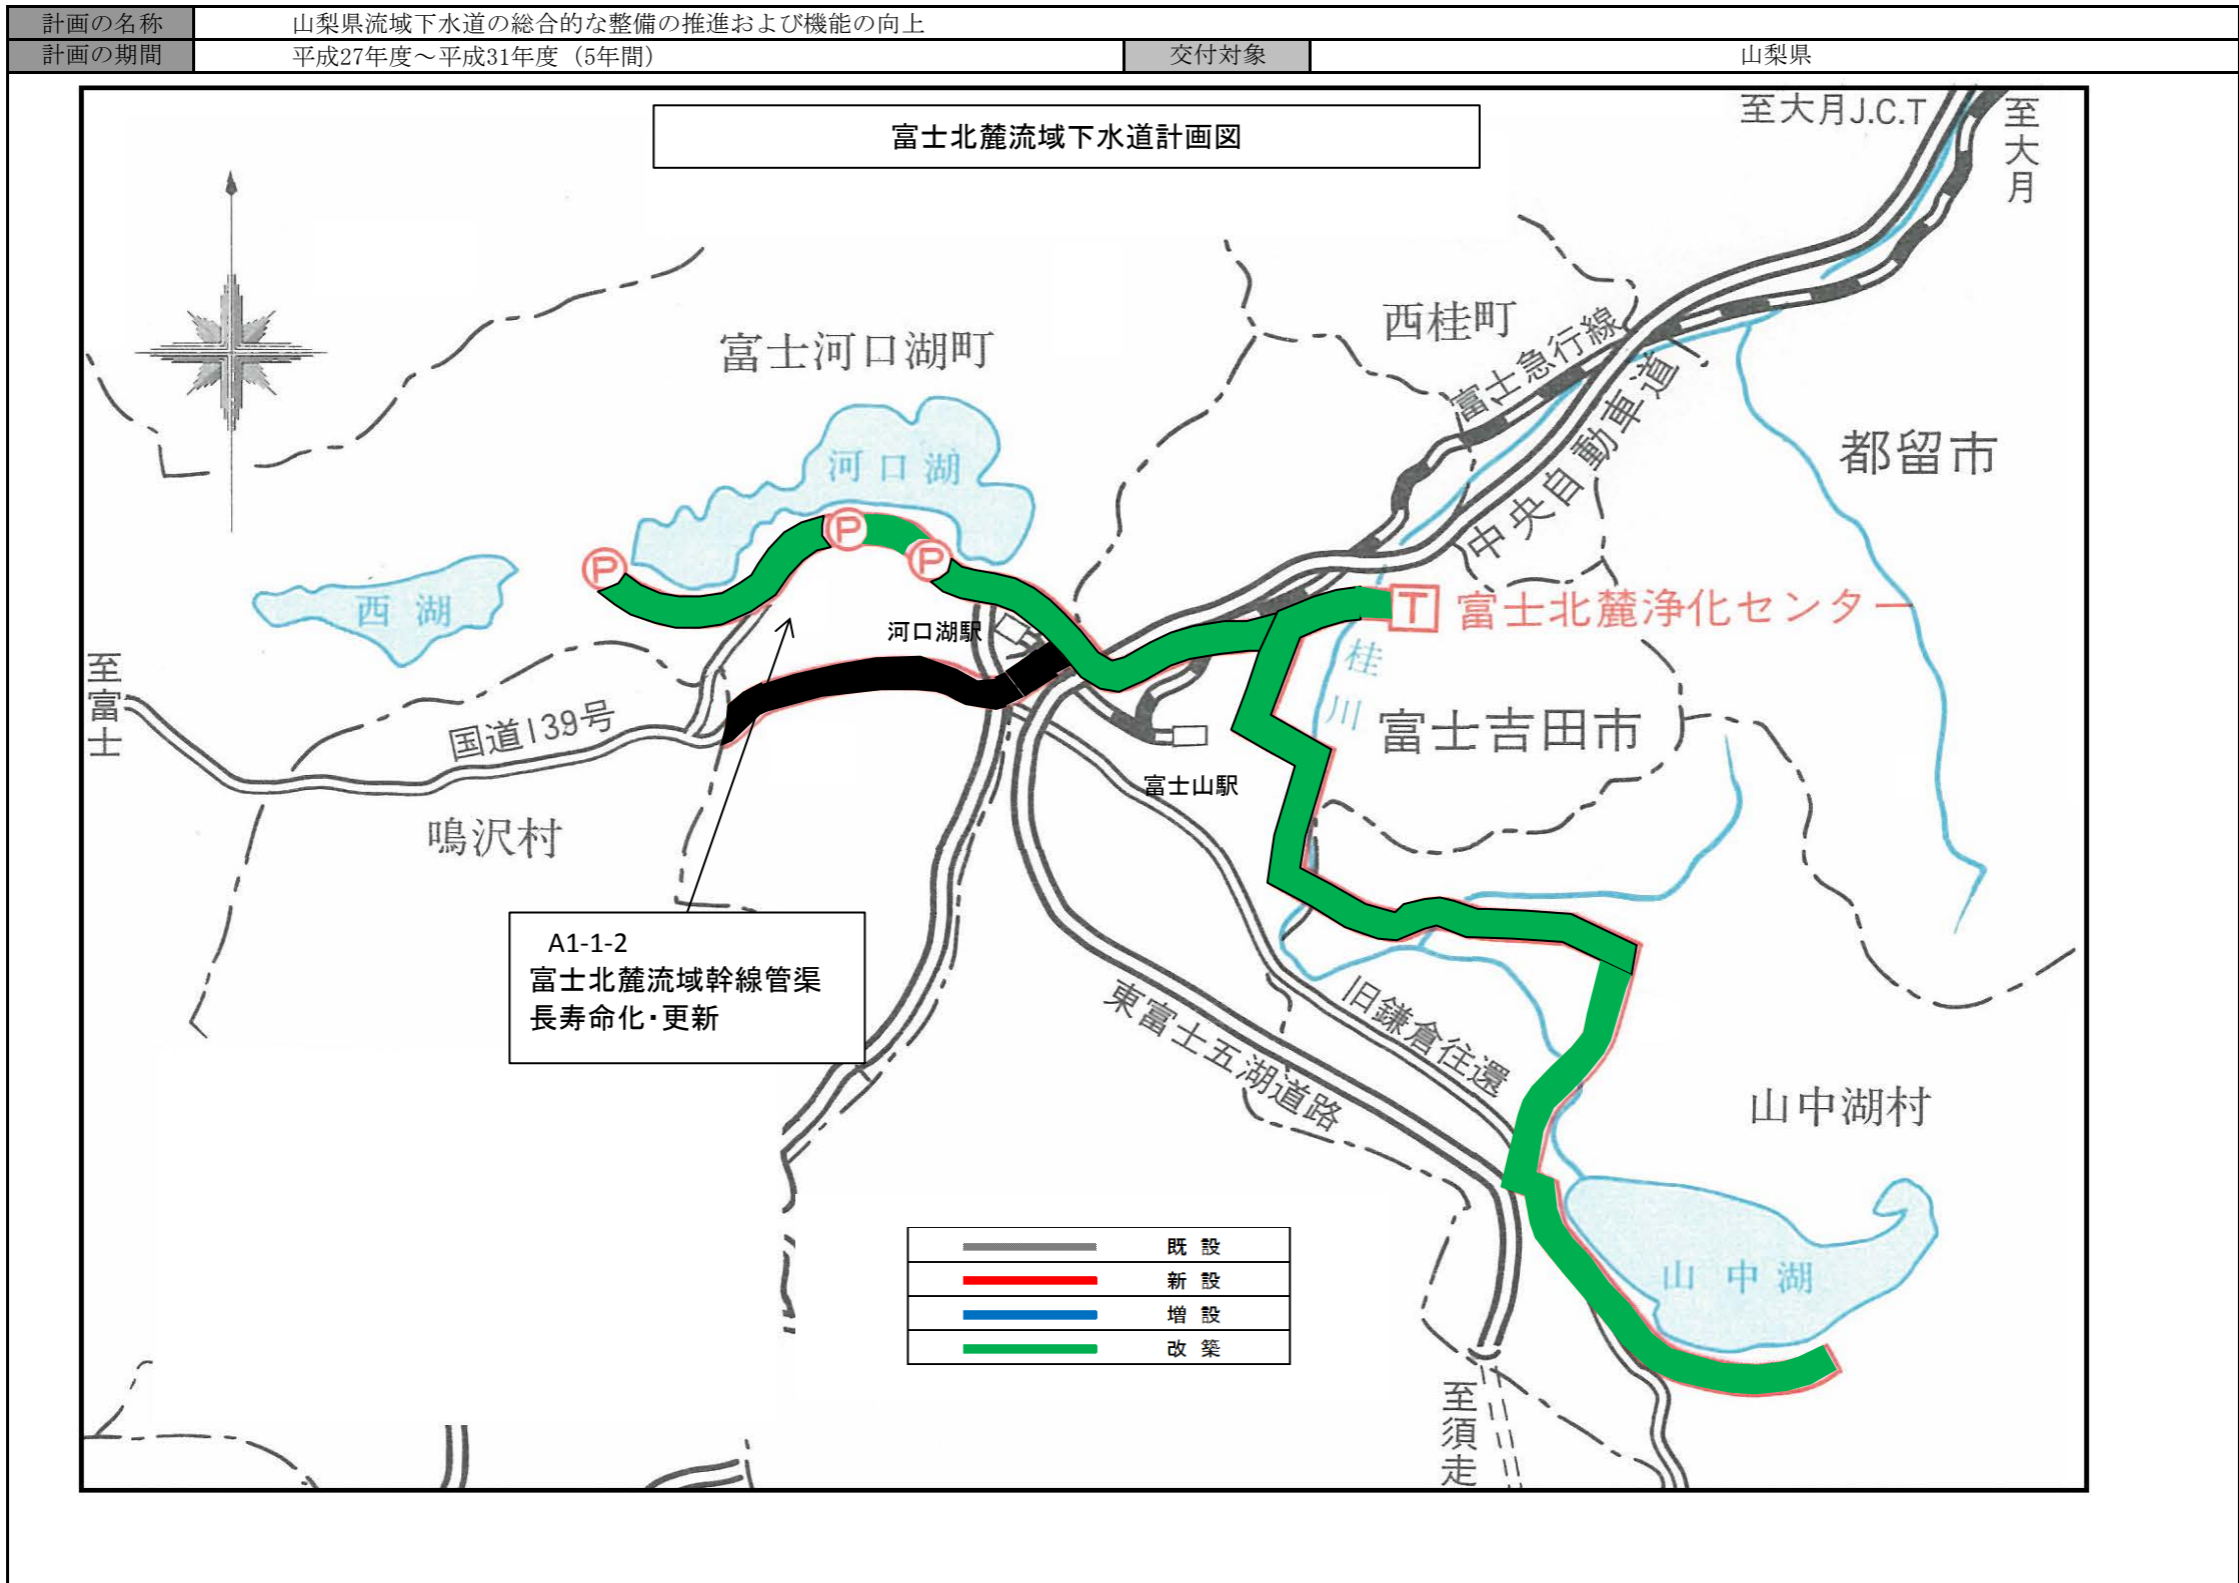 計画の名称 山梨県流域下水道の総合的な整備の推進および機能の向上
計画の期間 平成27年度～平成31年度（5年間） 交付対象 山梨県
富士北麓流域下水道計画図
至大月J.C.T
至大月
西桂町
富士急行線
富士河口湖町
中央自動車道
都留市
河口湖
P
P
P
西湖
河口湖駅
T 富士北麓浄化センター
桂川
至富士
国道139号
富士吉田市
富士山駅
鳴沢村
A1-1-2
富士北麓流域幹線管渠
長寿命化・更新
東富士五湖道路
旧鎌倉往還
山中湖村
山中湖
既設
新設
増設
改築
至須走